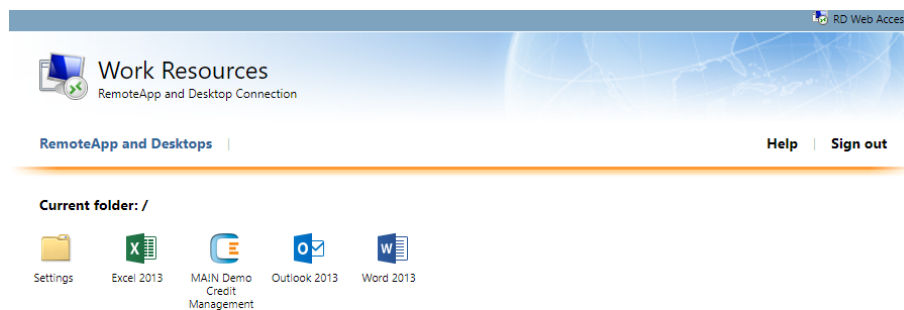 RD Web Acces
Work Resources
RemoteApp and Desktop Connection
RemoteApp and Desktops
Help
Sign out
Current folder: /
Settings
Excel 2013
MAIN Demo
Credit
Management
Outlook 2013
Word 2013